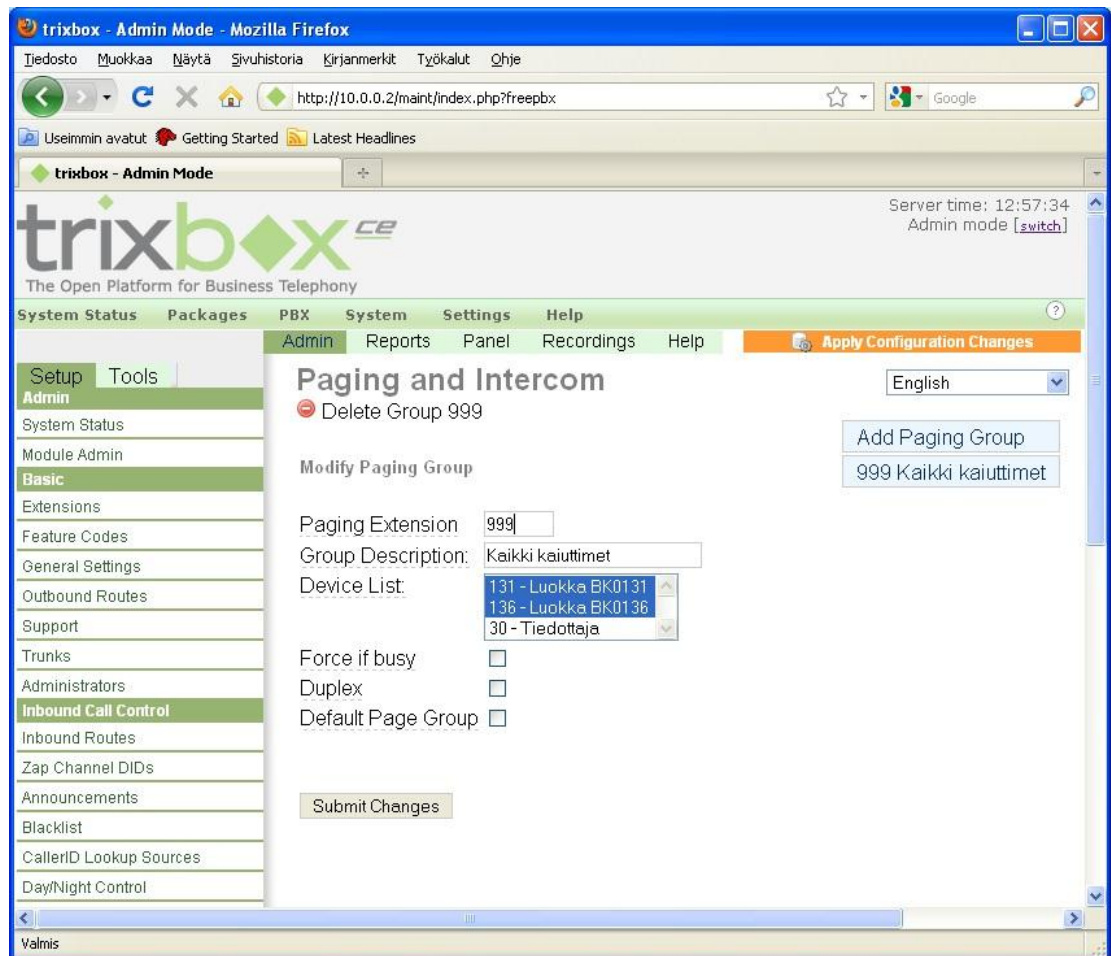 trixbox - Admin Mode - Mozilla Firefox
Tiedosto Muokkaa Näytä Sivuhistoria Kirjanmerkit Työkalut Ohje
http://10.0.0.2/maint/index.php?freepbx
Google
Useimmin avatut Getting Started Latest Headlines
trixbox - Admin Mode
trixbox ce
The Open Platform for Business Telephony
Server time: 12:57:34
Admin mode [switch]
System Status Packages PBX System Settings Help ?
Admin Reports Panel Recordings Help Apply Configuration Changes
Setup Tools
Admin
System Status
Module Admin
Basic
Extensions
Feature Codes
General Settings
Outbound Routes
Support
Trunks
Administrators
Inbound Call Control
Inbound Routes
Zap Channel DIDs
Announcements
Blacklist
CallerID Lookup Sources
Day/Night Control
Paging and Intercom
English
Delete Group 999
Add Paging Group
999 Kaikki kaiuttimet
Modify Paging Group
Paging Extension 999
Group Description: Kaikki kaiuttimet
Device List: 131 - Luokka BK0131
136 - Luokka BK0136
30 - Tiedottaja
Force if busy
Duplex
Default Page Group
Submit Changes
Valmis